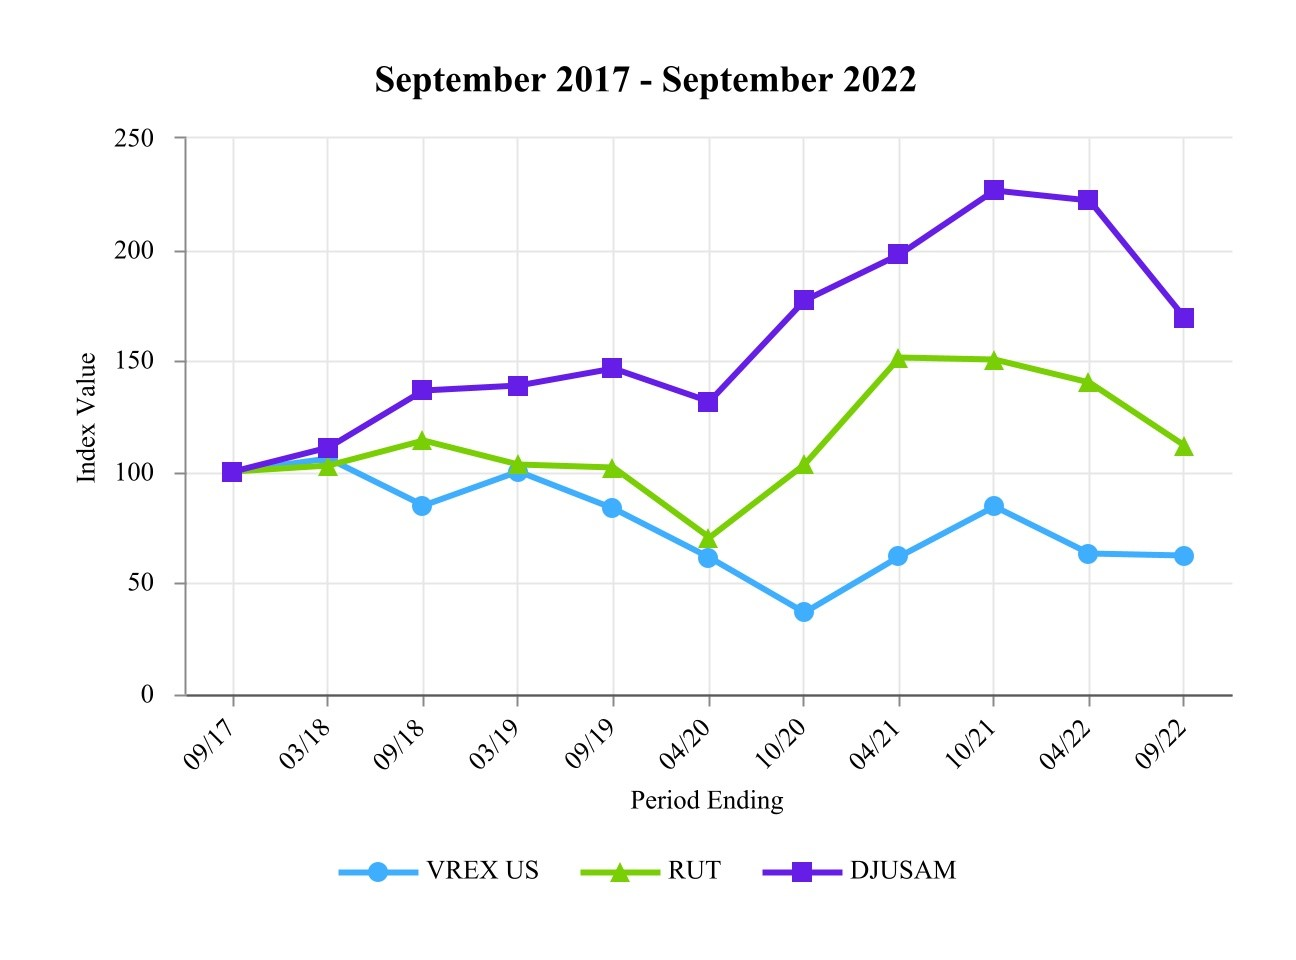 September 2017 - September 2022
250
200
150
100
50
0
Index Value
09/17
03/18
09/18
03/19
09/19
04/20
10/20
04/21
10/21
04/22
09/22
Period Ending
VREX US
RUT
DJUSAM